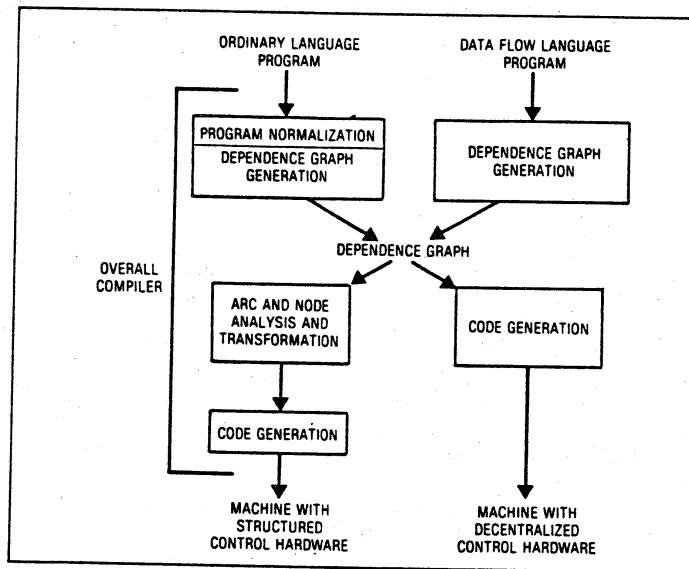 ORDINARY LANGUAGE
PROGRAM
DATA FLOW LANGUAGE
PROGRAM
PROGRAM NORMALIZATION
DEPENDENCE GRAPH
GENERATION
DEPENDENCE GRAPH
GENERATION
DEPENDENCE GRAPH
OVERALL
COMPILER
ARC AND NODE
ANALYSIS AND
TRANSFORMATION
CODE GENERATION
CODE GENERATION
MACHINE WITH
STRUCTURED
CONTROL HARDWARE
MACHINE WITH
DECENTRALIZED
CONTROL HARDWARE